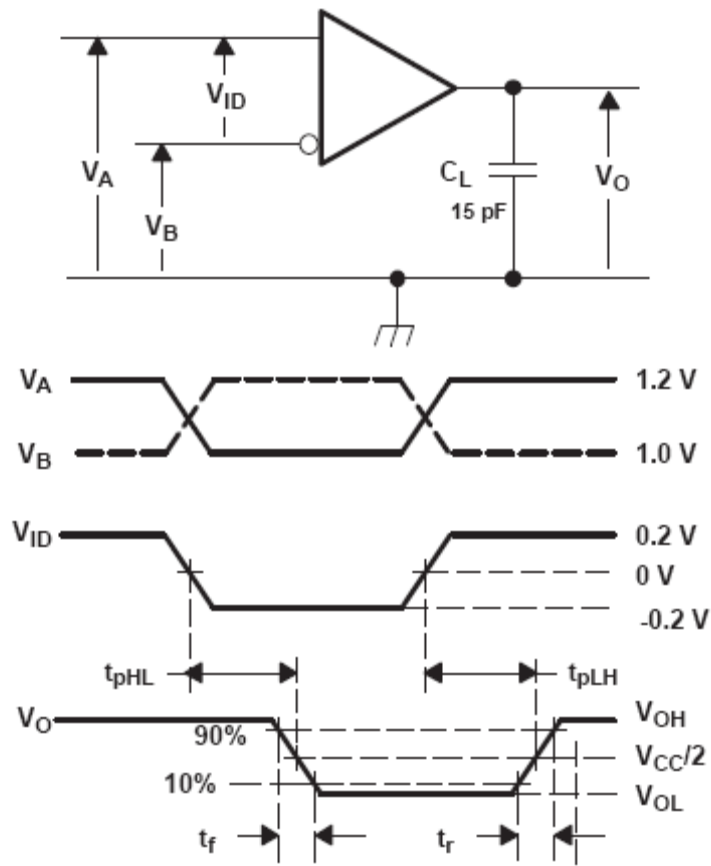 V_ID
V_A
V_B
C_L
15 pF
V_O
V_A
1.2 V
V_B
1.0 V
V_ID
0.2 V
0 V
-0.2 V
t_pHL
t_pLH
V_O
V_OH
90%
V_CC/2
10%
V_OL
t_f
t_r